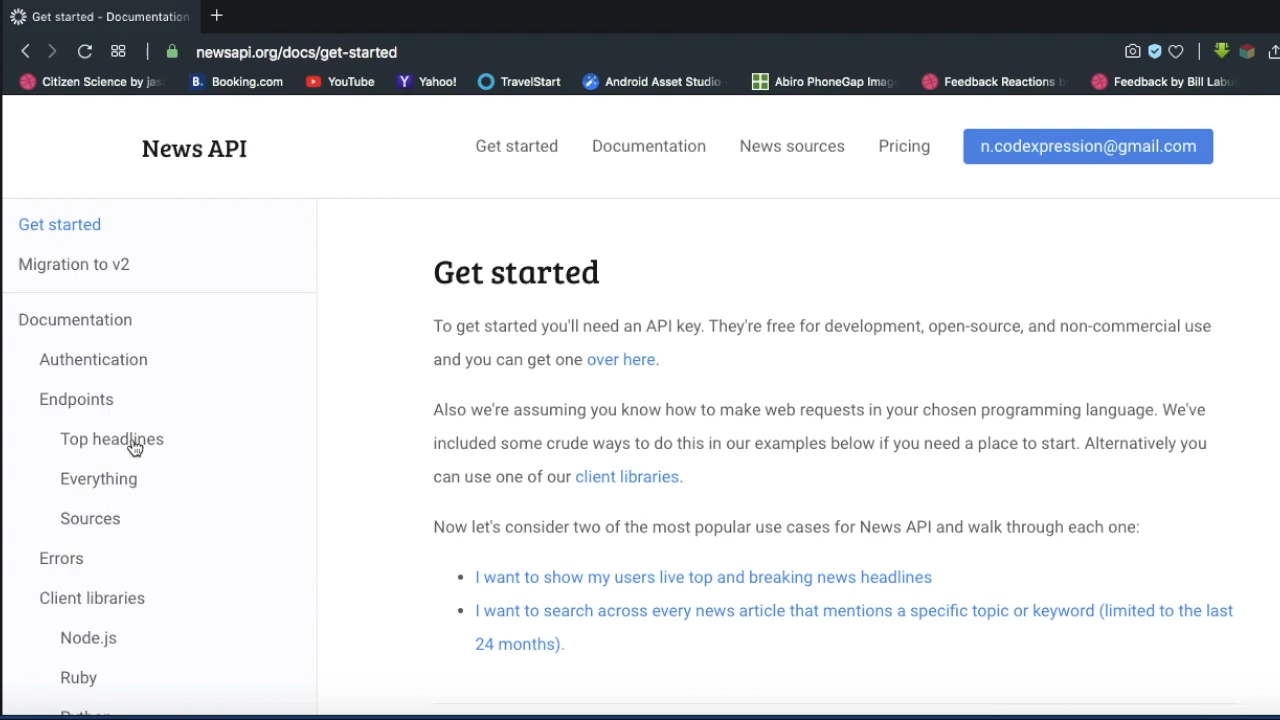 Get started - Documentation
newsapi.org/docs/get-started
Citizen Science by jas
B. Booking.com
YouTube
Yahoo!
TravelStart
Android Asset Studio
Abiro PhoneGap Imag
Feedback Reactions b
Feedback by Bill Labu
News API
Get started
Documentation
News sources
Pricing
n.codexpression@gmail.com
Get started
Migration to v2
Documentation
Authentication
Endpoints
Top headlines
Everything
Sources
Errors
Client libraries
Node.js
Ruby
Python
Get started
To get started you'll need an API key. They're free for development, open-source, and non-commercial use
and you can get one over here.
Also we're assuming you know how to make web requests in your chosen programming language. We've
included some crude ways to do this in our examples below if you need a place to start. Alternatively you
can use one of our client libraries.
Now let's consider two of the most popular use cases for News API and walk through each one:
• I want to show my users live top and breaking news headlines
• I want to search across every news article that mentions a specific topic or keyword (limited to the last
24 months).